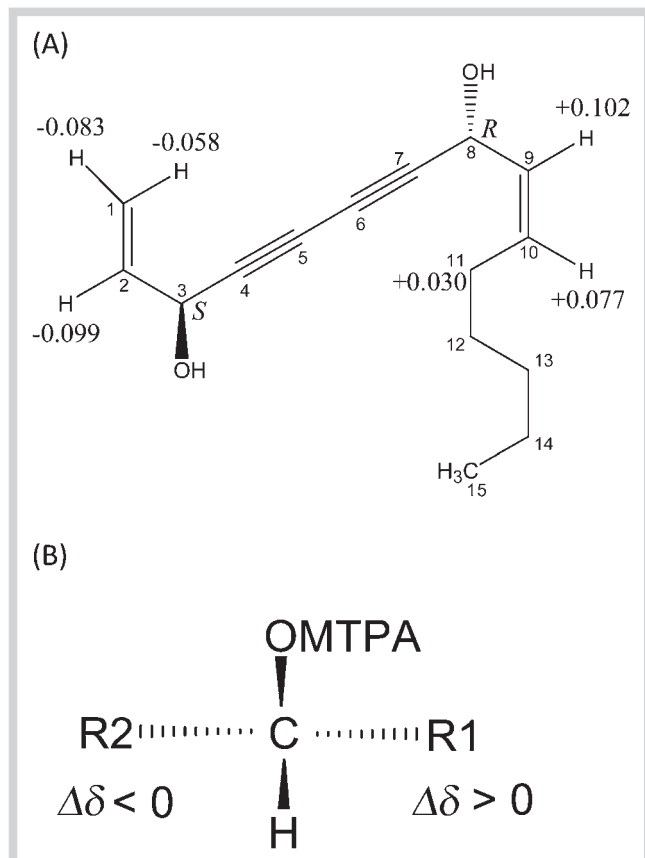 (A)
OH
-0.083
-0.058
+0.102
H
H
H
7
8
R
9
1
6
5
11
10
H
H
2
3
4
+0.030
-0.099
S
+0.077
12
OH
13
14
H₃C
15
(B)
OMTPA
R2 C R1
Δδ < 0 Δδ > 0
H